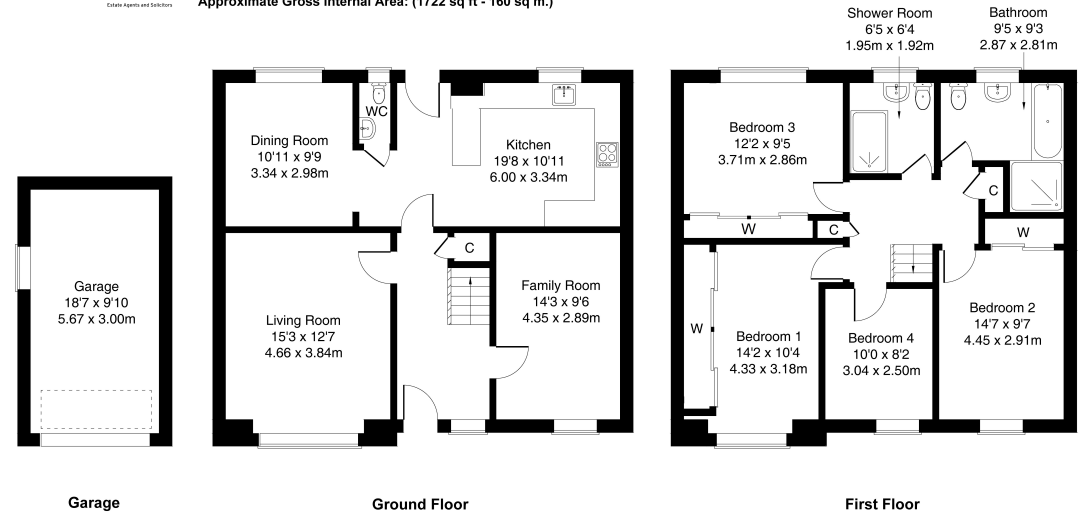 Estate Agents and Solicitors
Approximate Gross Internal Area: (1722 sq ft - 160 sq m.)
Shower Room
6'5 x 6'4
1.95m x 1.92m
Bathroom
9'5 x 9'3
2.87 x 2.81m
WC
Dining Room
10'11 x 9'9
3.34 x 2.98m
Kitchen
19'8 x 10'11
6.00 x 3.34m
Bedroom 3
12'2 x 9'5
3.71m x 2.86m
C
W
C
W
C
Garage
18'7 x 9'10
5.67 x 3.00m
Living Room
15'3 x 12'7
4.66 x 3.84m
Family Room
14'3 x 9'6
4.35 x 2.89m
W
Bedroom 1
14'2 x 10'4
4.33 x 3.18m
Bedroom 4
10'0 x 8'2
3.04 x 2.50m
Bedroom 2
14'7 x 9'7
4.45 x 2.91m
Garage
Ground Floor
First Floor